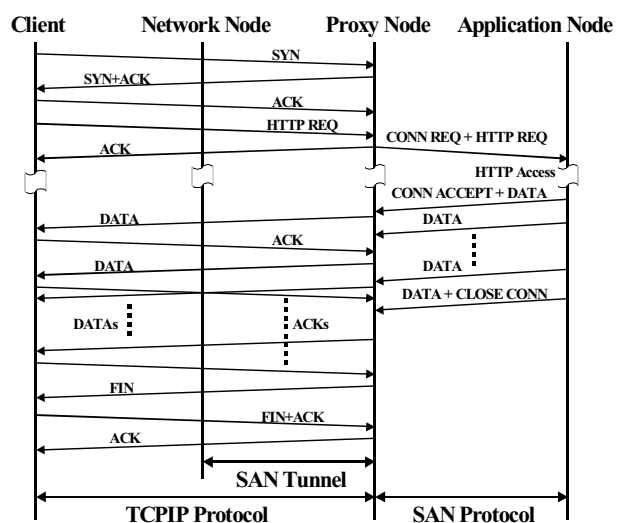 Client Network Node Proxy Node Application Node
SYN
SYN+ACK
ACK
HTTP REQ
CONN REQ + HTTP REQ
ACK
HTTP Access
CONN ACCEPT + DATA
DATA
DATA
ACK
DATA
DATA
DATA + CLOSE CONN
DATAs
ACKs
FIN
FIN+ACK
ACK
SAN Tunnel
TCPIP Protocol
SAN Protocol